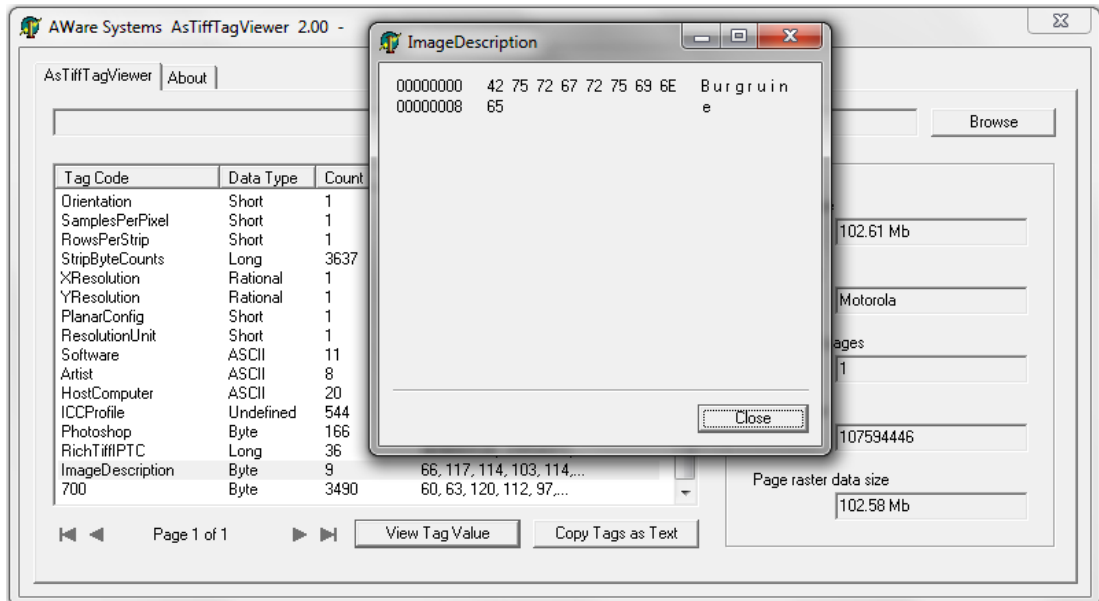 AWare Systems AsTiffTagViewer 2.00 -
ImageDescription
AsTiffTagViewer About
00000000 42 75 72 67 72 75 69 6E B u r g r u i n
00000008 65 e
Browse
Tag Code Data Type Count
Orientation Short 1
SamplesPerPixel Short 1
RowsPerStrip Short 1
102.61 Mb
StripByteCounts Long 3637
XResolution Rational 1
YResolution Rational 1
Motorola
PlanarConfig Short 1
ResolutionUnit Short 1
ages
Software ASCII 11
Artist ASCII 8
1
HostComputer ASCII 20
ICCProfile Undefined 544
Close
Photoshop Byte 166
107594446
RichTiffIPTC Long 36
ImageDescription Byte 9 66, 117, 114, 103, 114,...
Page raster data size
700 Byte 3490 60, 63, 120, 112, 97,...
102.58 Mb
Page 1 of 1 View Tag Value Copy Tags as Text